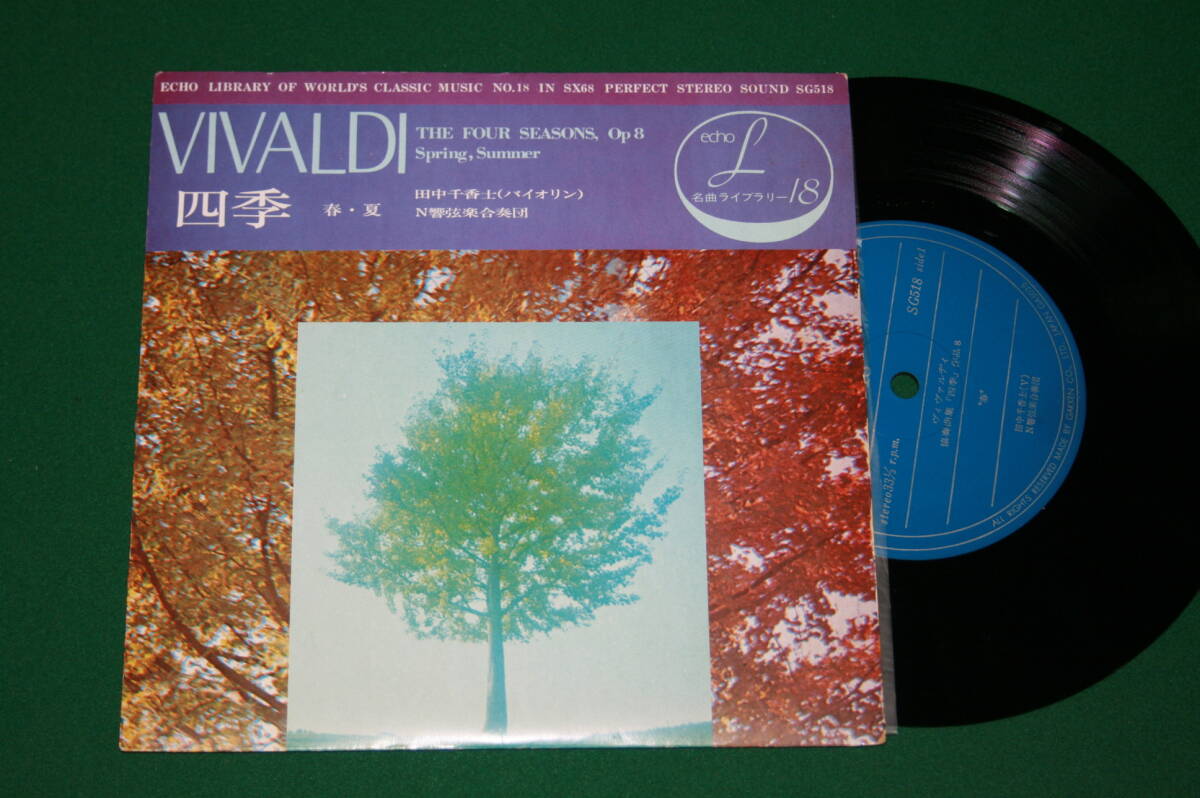 ECHO LIBRARY OF WORLD'S CLASSIC MUSIC NO.18 IN SX68 PERFECT STEREO SOUND SG518
VIVALDI
THE FOUR SEASONS, Op 8
Spring, Summer
四季
春・夏
田中千香士(バイオリン)
N響弦楽合奏団
echo
L
名曲ライブラリー18
SG518 side1
ヴィヴァルディ
協奏曲集「四季」作品8
"春"
田中千香士(V)
N響弦楽合奏団
stereo33⅓ r.p.m.
ALL RIGHTS RESERVED MADE BY GAKKEN CO., LTD. JAPAN